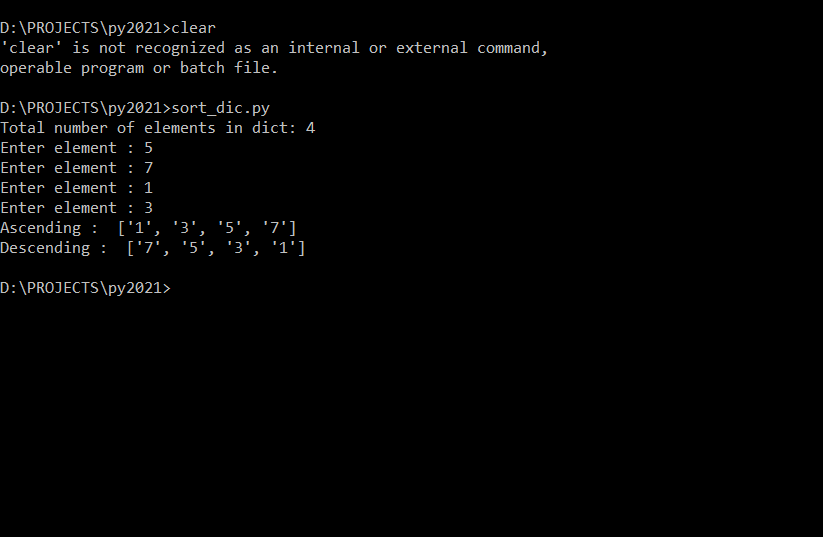 D:\PROJECTS\py2021>clear
'clear' is not recognized as an internal or external command,
operable program or batch file.
D:\PROJECTS\py2021>sort_dic.py
Total number of elements in dict: 4
Enter element : 5
Enter element : 7
Enter element : 1
Enter element : 3
Ascending :  ['1', '3', '5', '7']
Descending :  ['7', '5', '3', '1']
D:\PROJECTS\py2021>